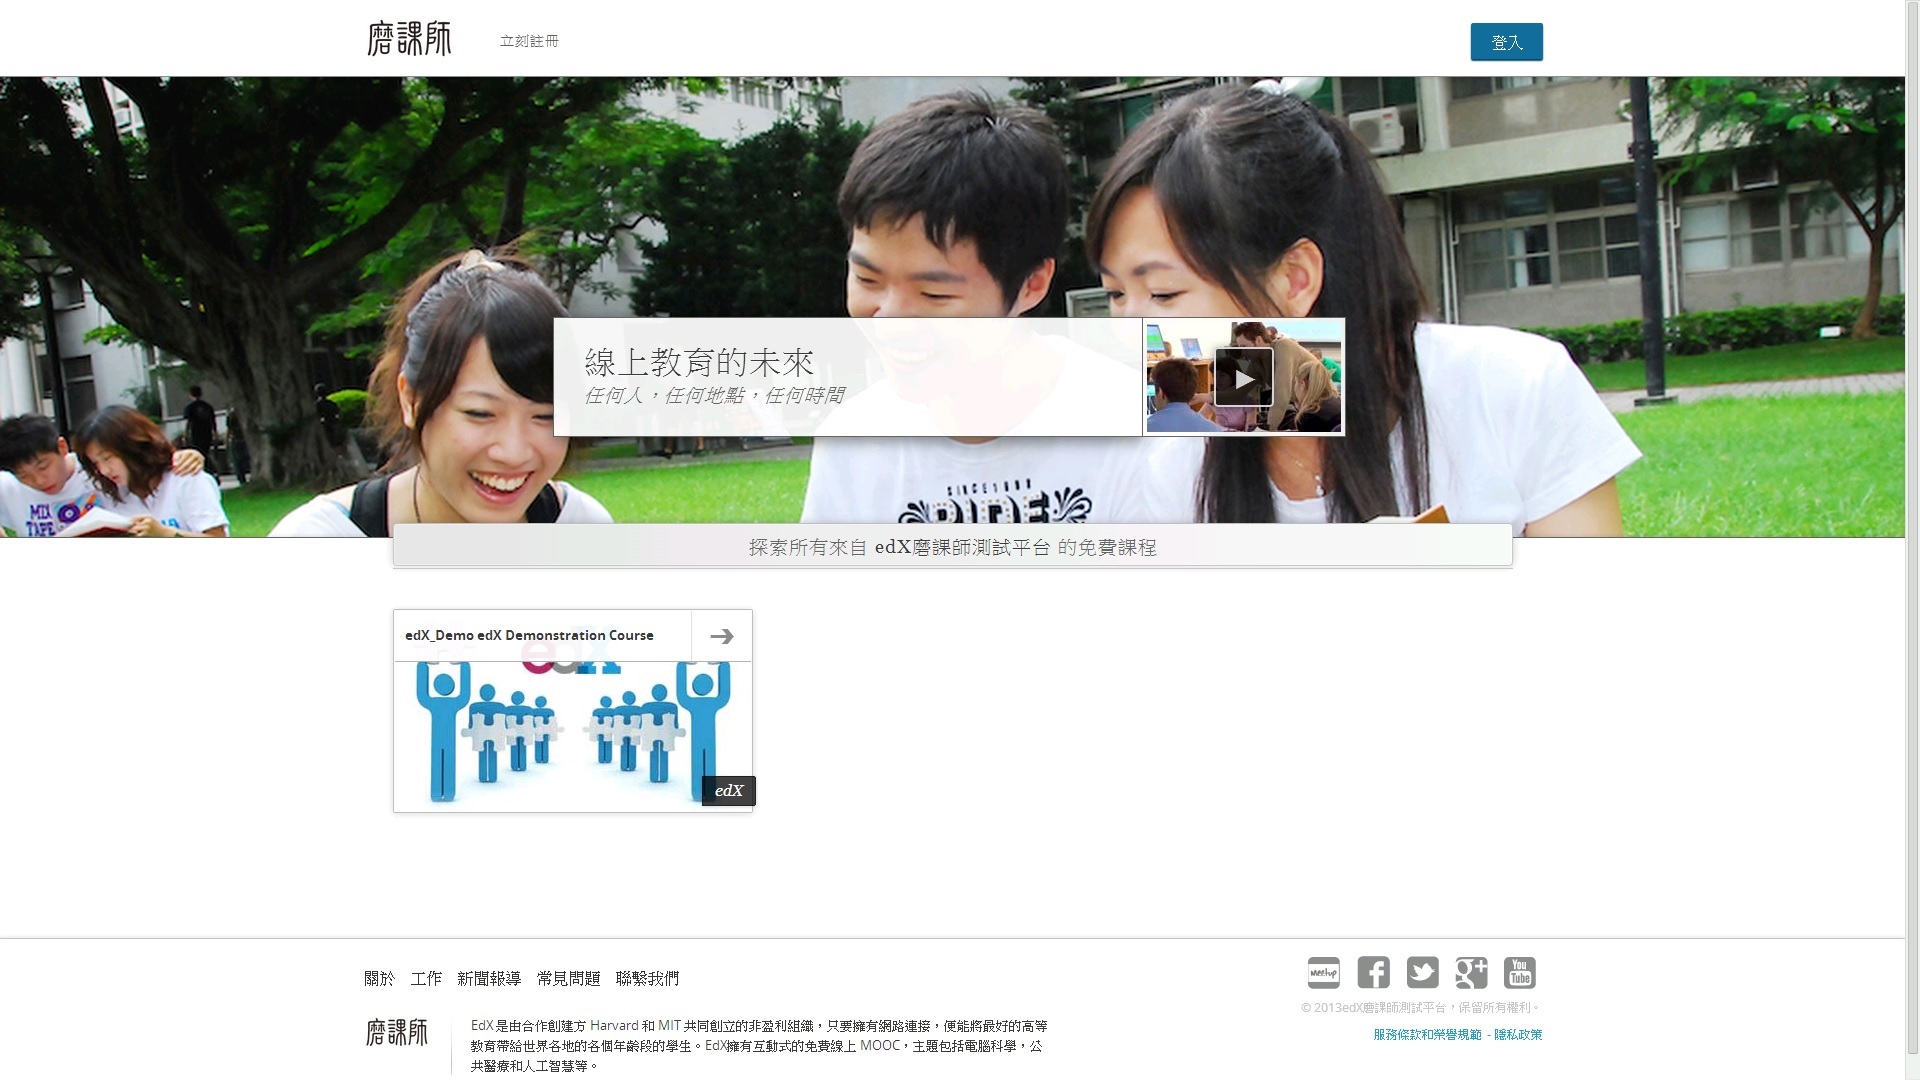 磨課師
立刻註冊
登入
線上教育的未來
任何人，任何地點，任何時間
MIX
TAPE
SINCE 1988
RIDE
探索所有來自 edX磨課師測試平台 的免費課程
edX_Demo edX Demonstration Course
edX
edX
關於 工作 新聞報導 常見問題 聯繫我們
Meetup
You
Tube
© 2013edX磨課師測試平台，保留所有權利。
服務條款和榮譽規範 - 隱私政策
磨課師
EdX 是由合作創建方 Harvard 和 MIT 共同創立的非盈利組織，只要擁有網路連接，便能將最好的高等
教育帶給世界各地的各個年齡段的學生。EdX擁有互動式的免費線上 MOOC，主題包括電腦科學，公
共醫療和人工智慧等。